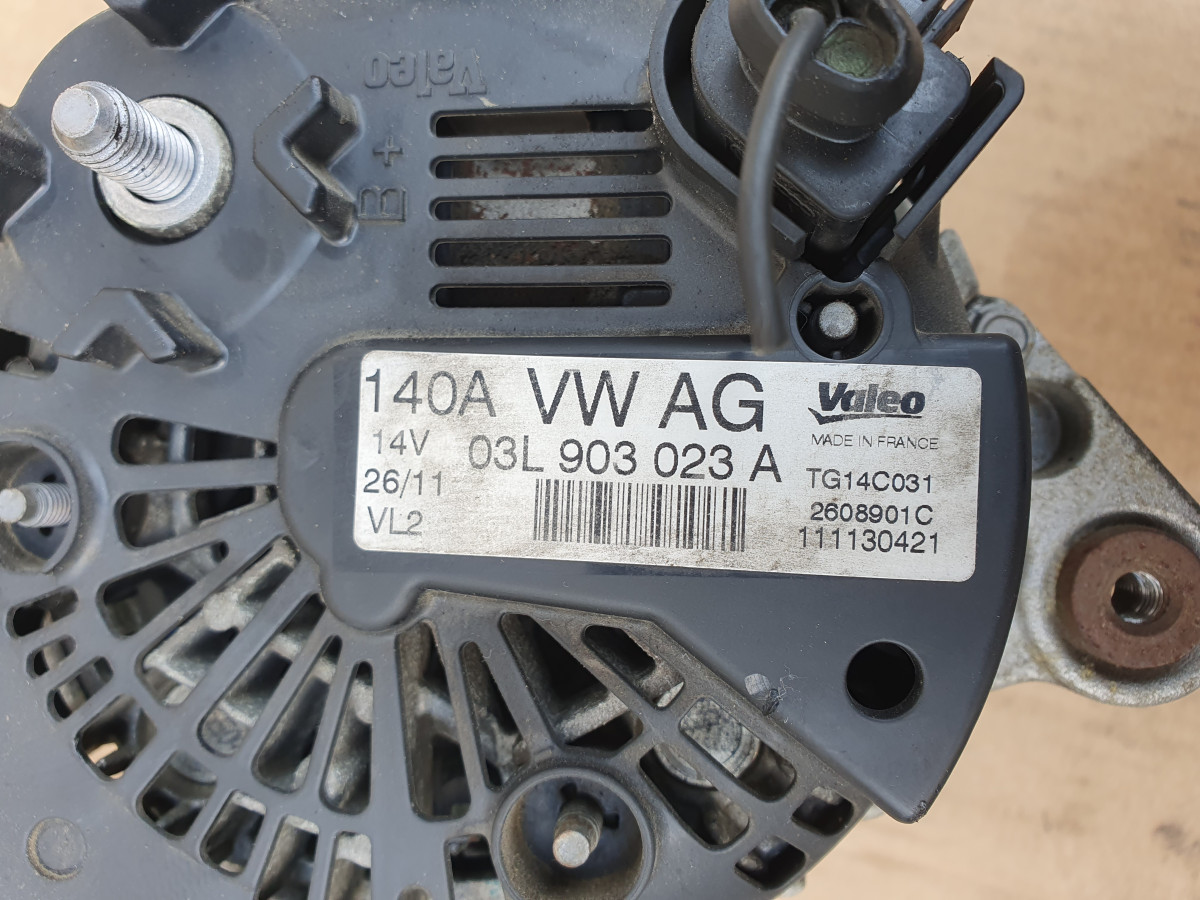 Valeo
B+
140A VW AG Valeo
14V 03L 903 023 A MADE IN FRANCE
26/11 TG14C031
VL2 2608901C
111130421